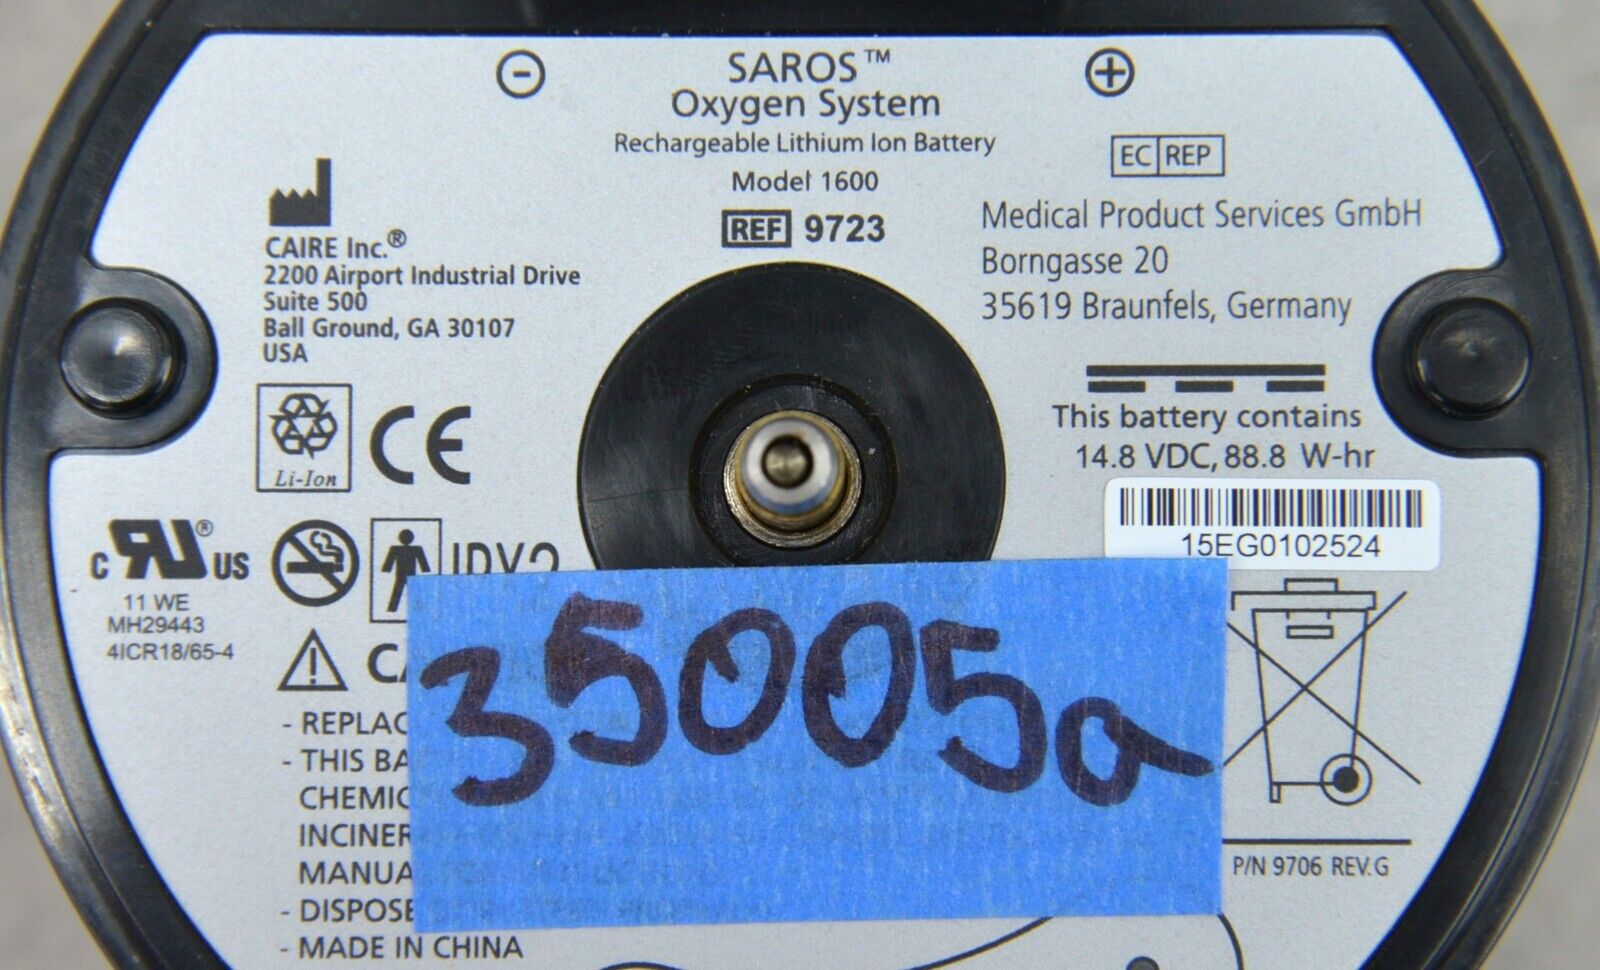 SAROS™
Oxygen System
Rechargeable Lithium Ion Battery
Model 1600
REF 9723
CAIRE Inc.®
2200 Airport Industrial Drive
Suite 500
Ball Ground, GA 30107
USA
EC REP
Medical Product Services GmbH
Borngasse 20
35619 Braunfels, Germany
This battery contains
14.8 VDC, 88.8 W-hr
15EG0102524
Li-Ion
CE
c RU® US
11 WE
MH29443
4ICR18/65-4
35005a
- REPLAC
- THIS BA
CHEMIC
INCINER
MANUA
- DISPOSE
- MADE IN CHINA
P/N 9706 REV.G